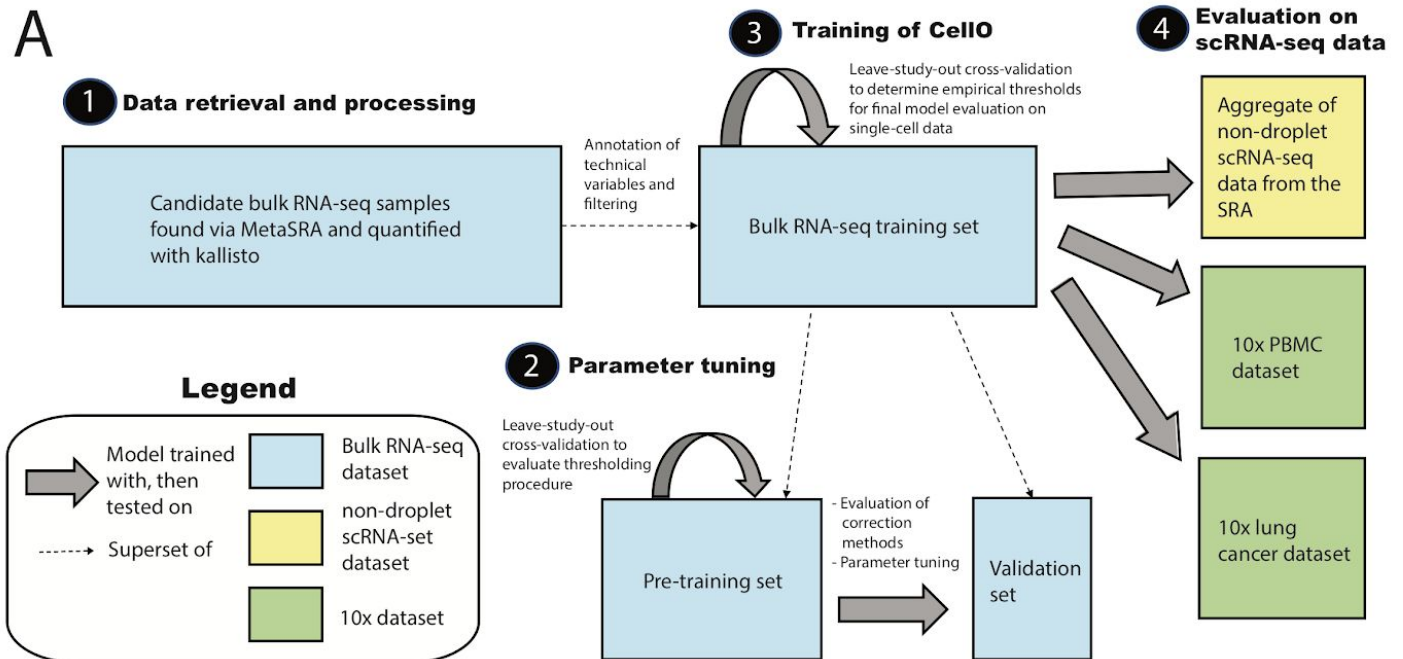 A
1 Data retrieval and processing
Candidate bulk RNA-seq samples
found via MetaSRA and quantified
with kallisto
Annotation of
technical
variables and
filtering
3 Training of CellO
Leave-study-out cross-validation
to determine empirical thresholds
for final model evaluation on
single-cell data
Bulk RNA-seq training set
4 Evaluation on
scRNA-seq data
Aggregate of
non-droplet
scRNA-seq
data from the
SRA
10x PBMC
dataset
10x lung
cancer dataset
2 Parameter tuning
Leave-study-out
cross-validation to
evaluate thresholding
procedure
Pre-training set
- Evaluation of
correction
methods
- Parameter tuning
Validation
set
Legend
Model trained
with, then
tested on
Superset of
Bulk RNA-seq
dataset
non-droplet
scRNA-set
dataset
10x dataset